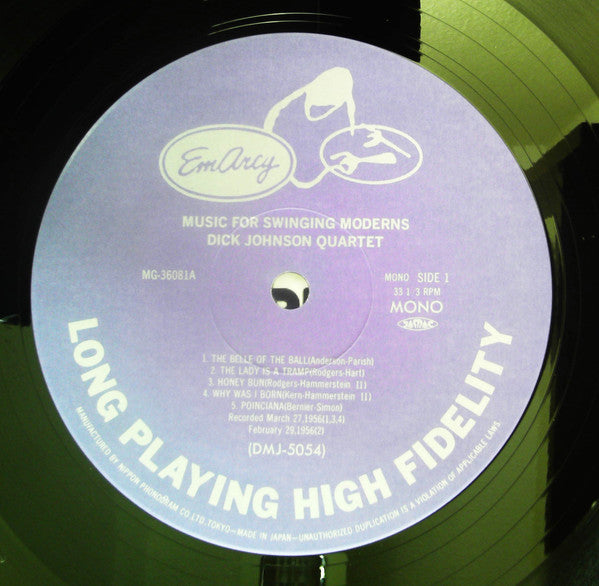 EmArcy
MUSIC FOR SWINGING MODERNS
DICK JOHNSON QUARTET
MG-36081A
MONO SIDE 1
33 1/3 RPM
MONO
JASRAC
1. THE BELLE OF THE BALL(Anderson-Parish)
2. THE LADY IS A TRAMP(Rodgers-Hart)
3. HONEY BUN(Rodgers-Hammerstein II)
4. WHY WAS I BORN(Kern-Hammerstein II)
5. POINCIANA(Bernier-Simon)
Recorded March 27,1956(1,3,4)
February 29,1956(2)
(DMJ-5054)
LONG PLAYING HIGH FIDELITY
MANUFACTURED BY NIPPON PHONOGRAM CO.LTD.,TOKYO—MADE IN JAPAN—UNAUTHORIZED DUPLICATION IS A VIOLATION OF APPLICABLE LAWS.